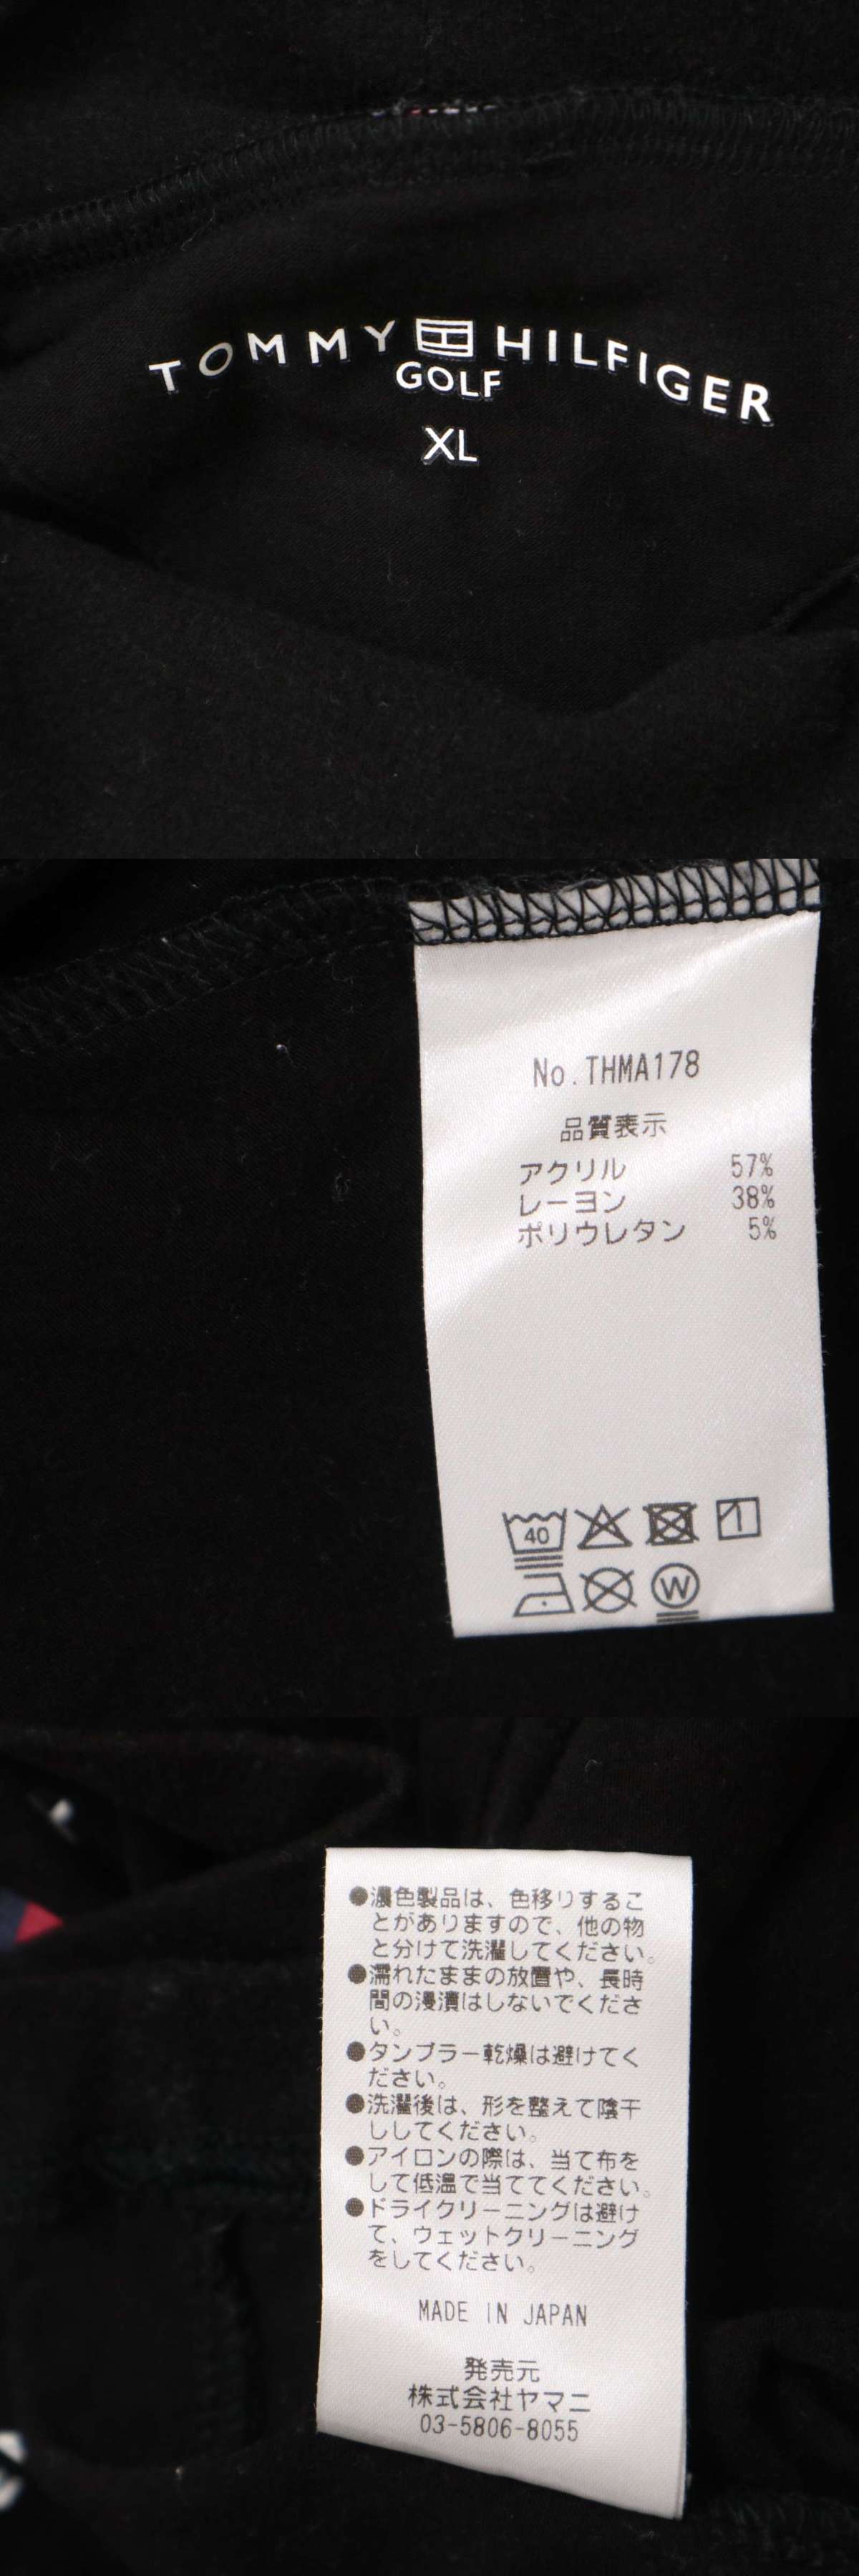 TOMMY HILFIGER
GOLF
XL
No.THMA178
品質表示
アクリル 57%
レーヨン 38%
ポリウレタン 5%
40
W
●濃色製品は、色移りするこ
とがありますので、他の物
と分けて洗濯してください。
●濡れたままの放置や、長時
間の浸漬はしないでくださ
い。
●タンブラー乾燥は避けてく
ださい。
●洗濯後は、形を整えて陰干
ししてください。
●アイロンの際は、当て布を
して低温で当ててください。
●ドライクリーニングは避け
て、ウェットクリーニング
をしてください。
MADE IN JAPAN
発売元
株式会社ヤマニ
03-5806-8055